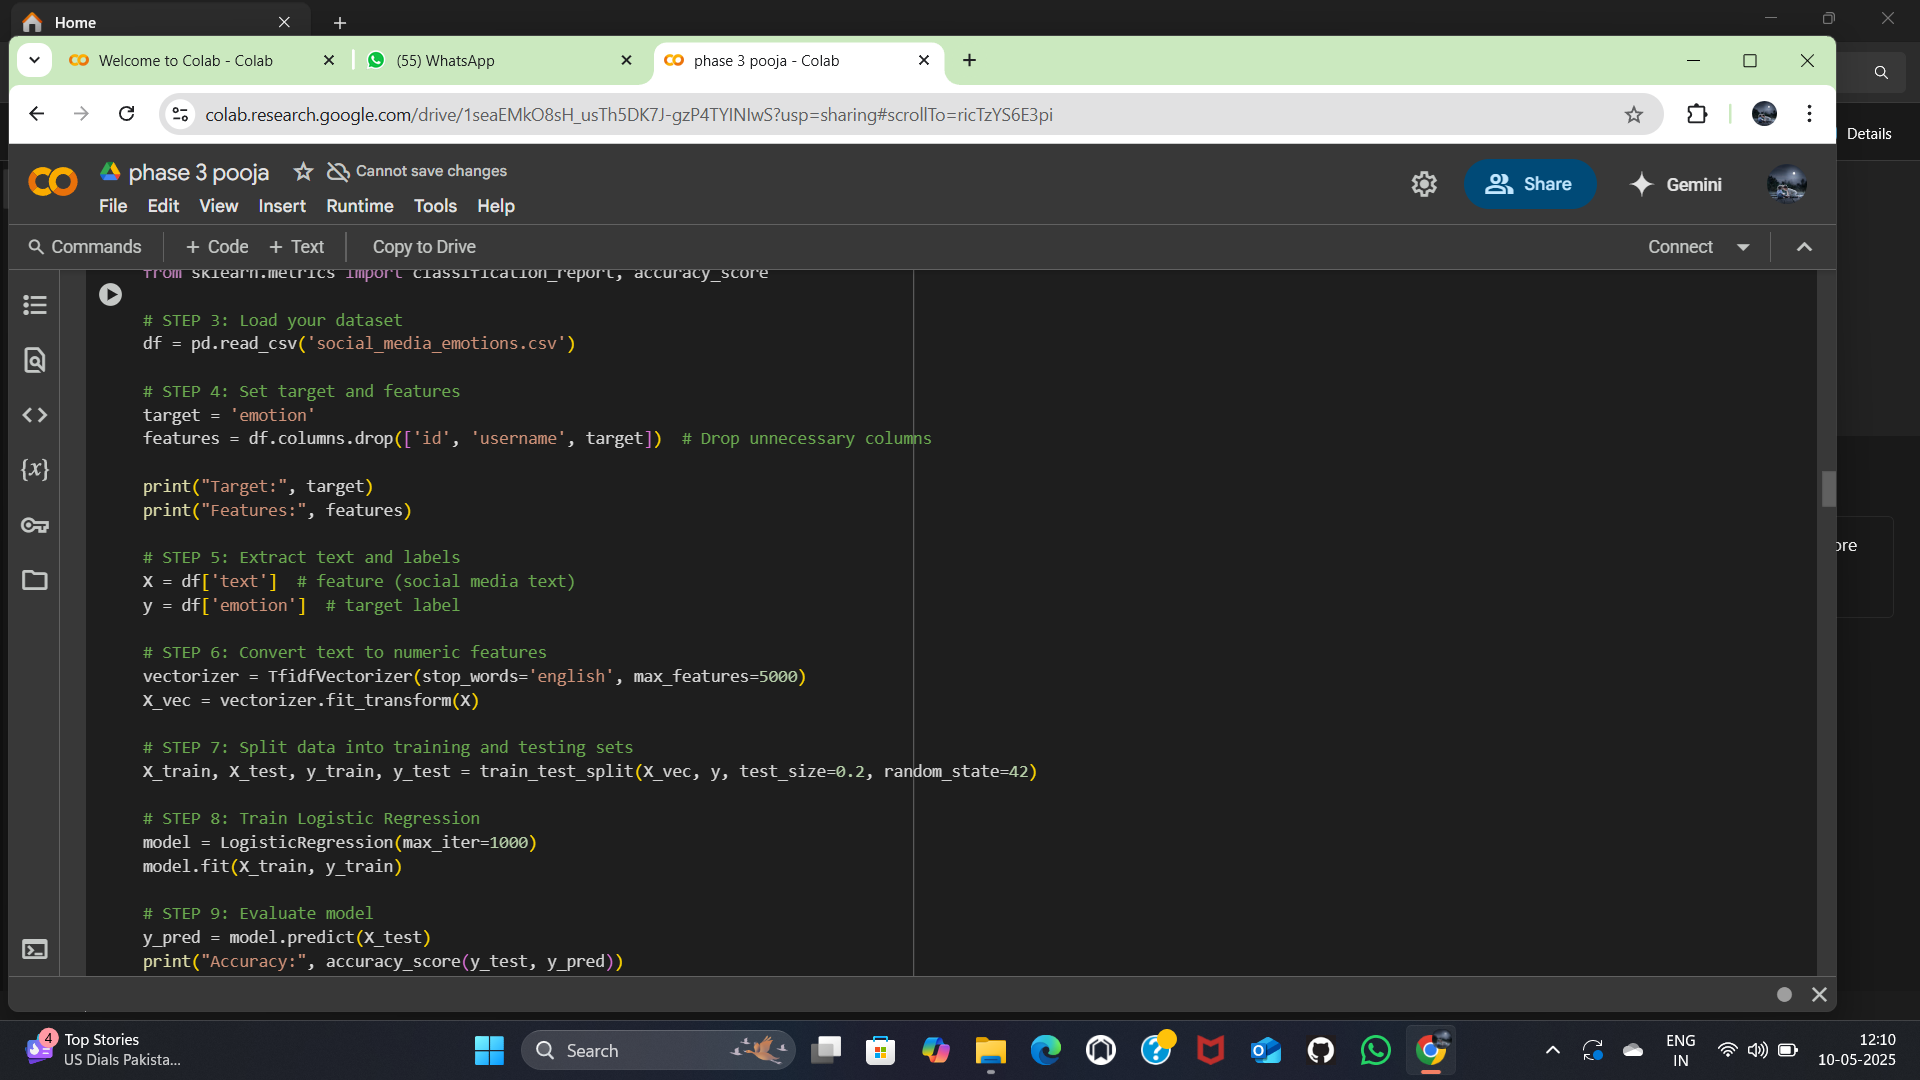 Home
Welcome to Colab - Colab
(55) WhatsApp
phase 3 pooja - Colab
colab.research.google.com/drive/1seaEMkO8sH_usTh5DK7J-gzP4TYINIwS?usp=sharing#scrollTo=ricTzYS6E3pi
Details
phase 3 pooja
Cannot save changes
File Edit View Insert Runtime Tools Help
Share
Gemini
Commands
+ Code + Text
Copy to Drive
Connect
from sklearn.metrics import classification_report, accuracy_score
# STEP 3: Load your dataset
df = pd.read_csv('social_media_emotions.csv')
# STEP 4: Set target and features
target = 'emotion'
features = df.columns.drop(['id', 'username', target])  # Drop unnecessary columns
print("Target:", target)
print("Features:", features)
# STEP 5: Extract text and labels
X = df['text']  # feature (social media text)
y = df['emotion']  # target label
# STEP 6: Convert text to numeric features
vectorizer = TfidfVectorizer(stop_words='english', max_features=5000)
X_vec = vectorizer.fit_transform(X)
# STEP 7: Split data into training and testing sets
X_train, X_test, y_train, y_test = train_test_split(X_vec, y, test_size=0.2, random_state=42)
# STEP 8: Train Logistic Regression
model = LogisticRegression(max_iter=1000)
model.fit(X_train, y_train)
# STEP 9: Evaluate model
y_pred = model.predict(X_test)
print("Accuracy:", accuracy_score(y_test, y_pred))
4
Top Stories
US Dials Pakista...
Search
ENG
IN
12:10
10-05-2025